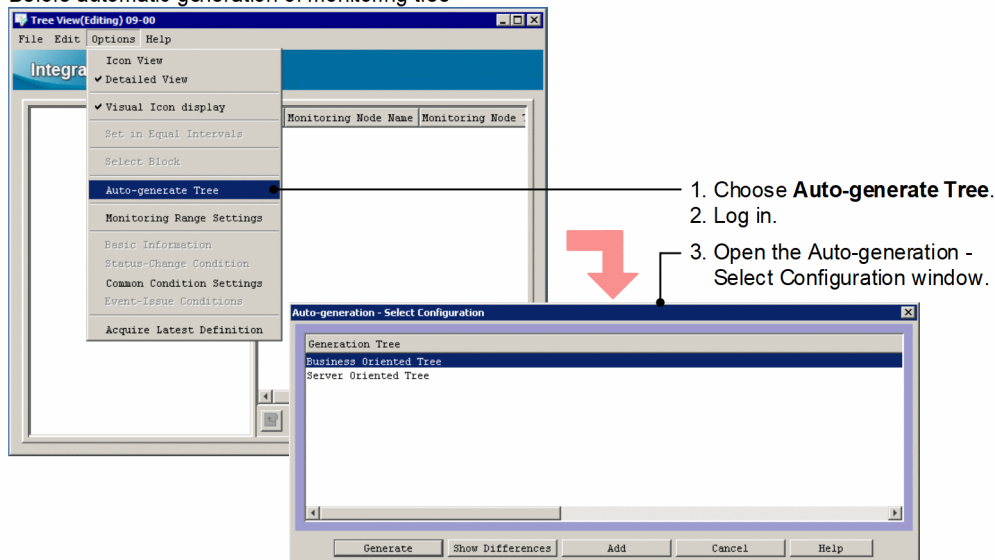 Before automatic generation of monitoring tree
Tree View(Editing) 09-00
File Edit Options Help
Integra
Icon View
Detailed View
Visual Icon display
Set in Equal Intervals
Select Block
Auto-generate Tree
Monitoring Range Settings
Basic Information
Status-Change Condition
Common Condition Settings
Event-Issue Conditions
Acquire Latest Definition
Monitoring Node Name Monitoring Node
1. Choose Auto-generate Tree.
2. Log in.
3. Open the Auto-generation -
Select Configuration window.
Auto-generation - Select Configuration
Generation Tree
Business Oriented Tree
Server Oriented Tree
Generate Show Differences Add Cancel Help